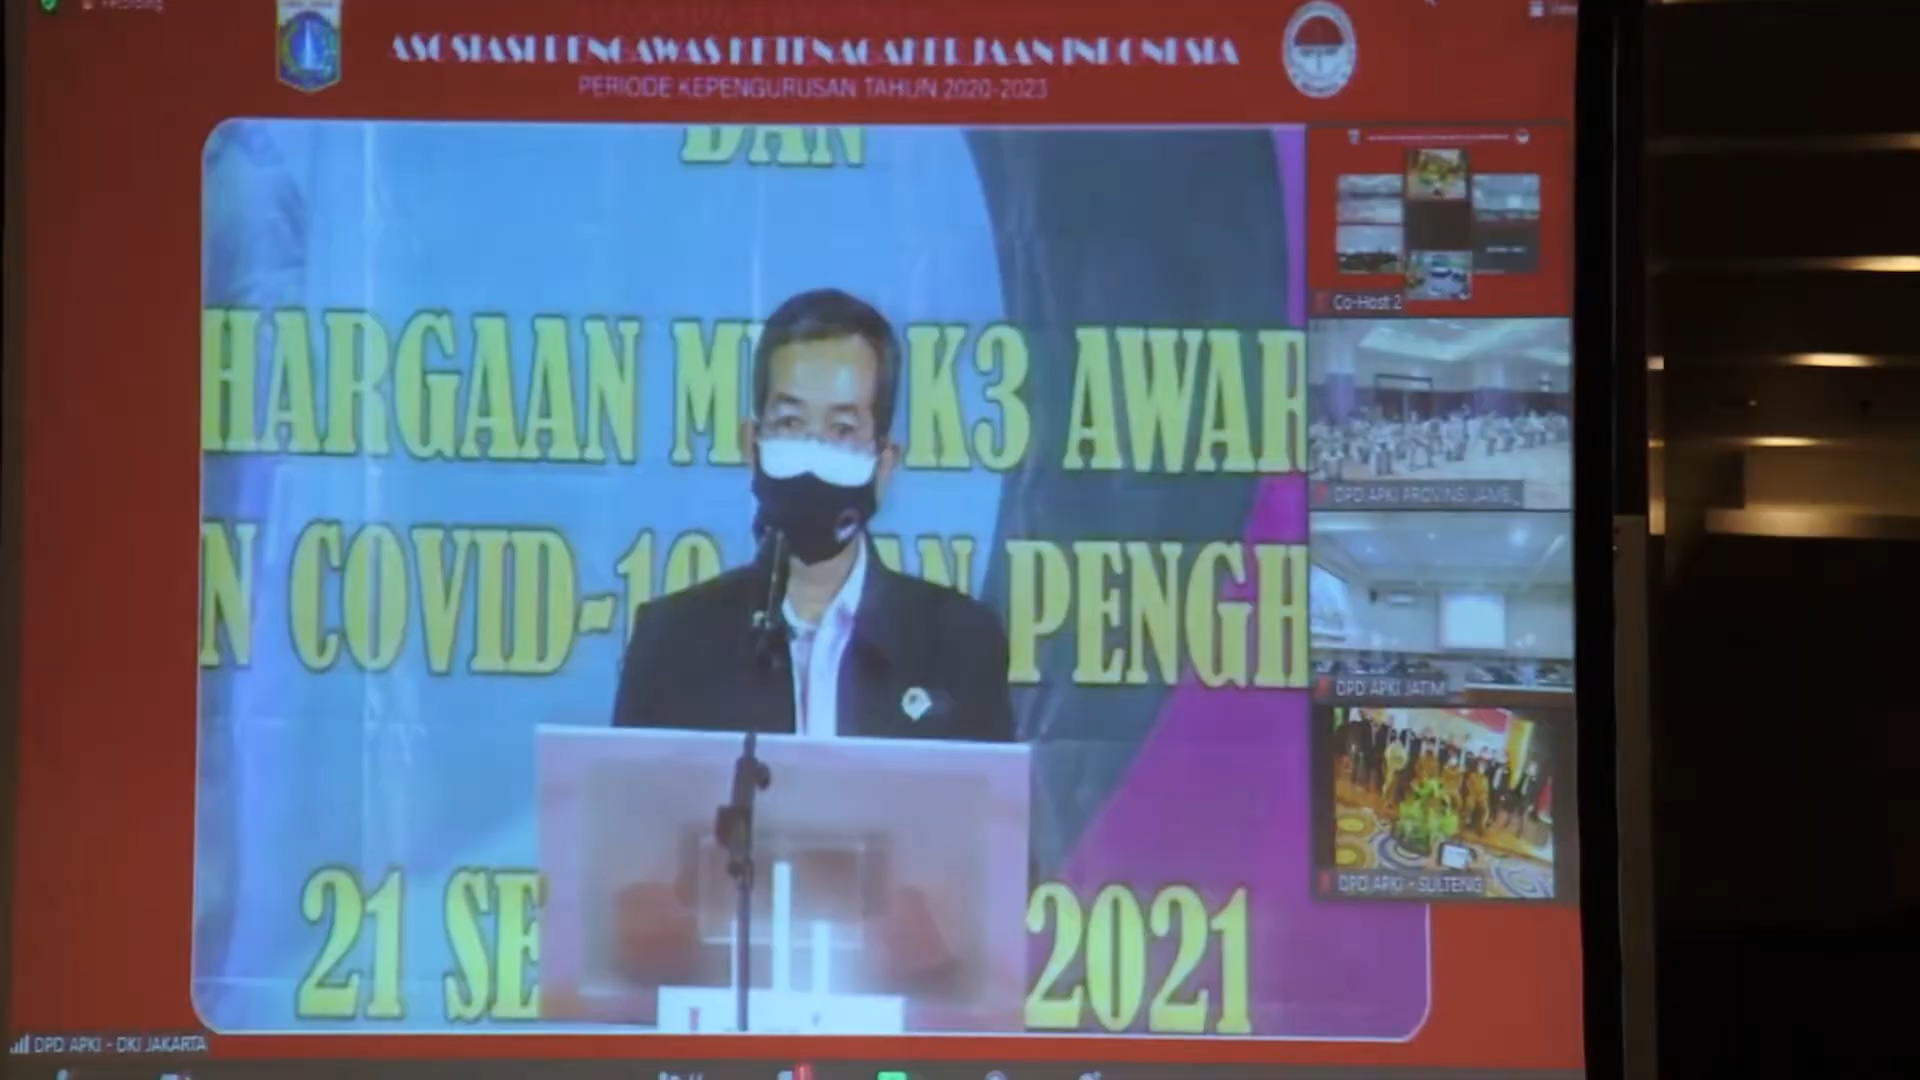 Recording
ASOSIASI PENGAWAS KETENAGAKERJAAN INDONESIA
PERIODE KEPENGURUSAN TAHUN 2020-2023
DAN
HARGAAN M K3 AWAR
N COVID-19 AN PENGH
21 SE 2021
Co-Host 2
DPD APKI PROVINSI JAMB...
DPD APKI JATIM
DPD APKI - SULTENG
DPD APKI - DKI JAKARTA